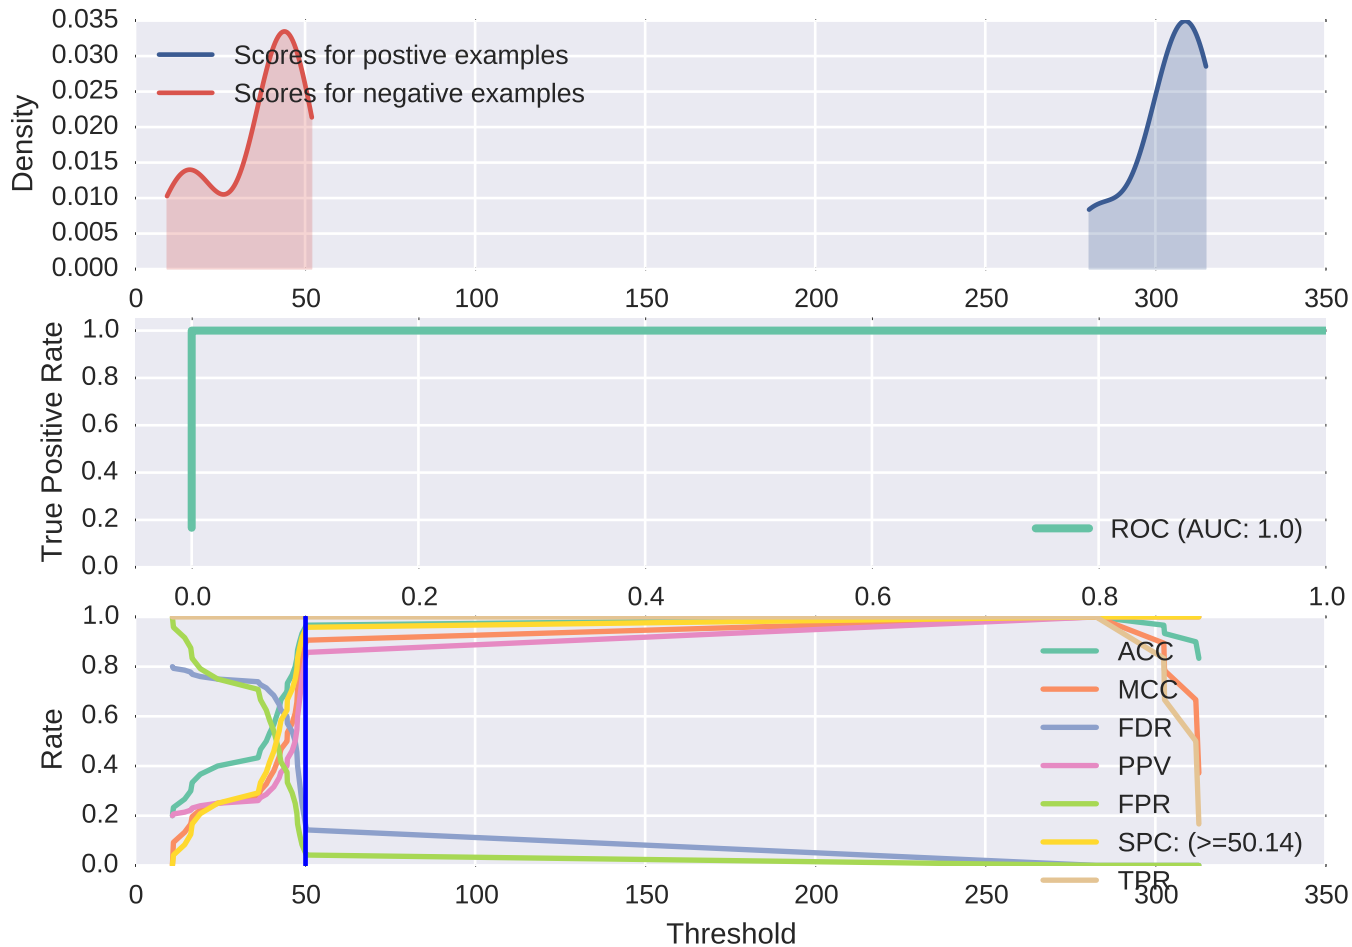 0.035
0.030
0.025
0.020
0.015
0.010
0.005
0.000
Density
Scores for postive examples
Scores for negative examples
0 50 100 150 200 250 300 350
1.0
0.8
0.6
0.4
0.2
0.0
True Positive Rate
ROC (AUC: 1.0)
0.0 0.2 0.4 0.6 0.8 1.0
1.0
0.8
0.6
0.4
0.2
0.0
Rate
ACC
MCC
FDR
PPV
FPR
SPC: (>=50.14)
TPR
0 50 100 150 200 250 300 350
Threshold